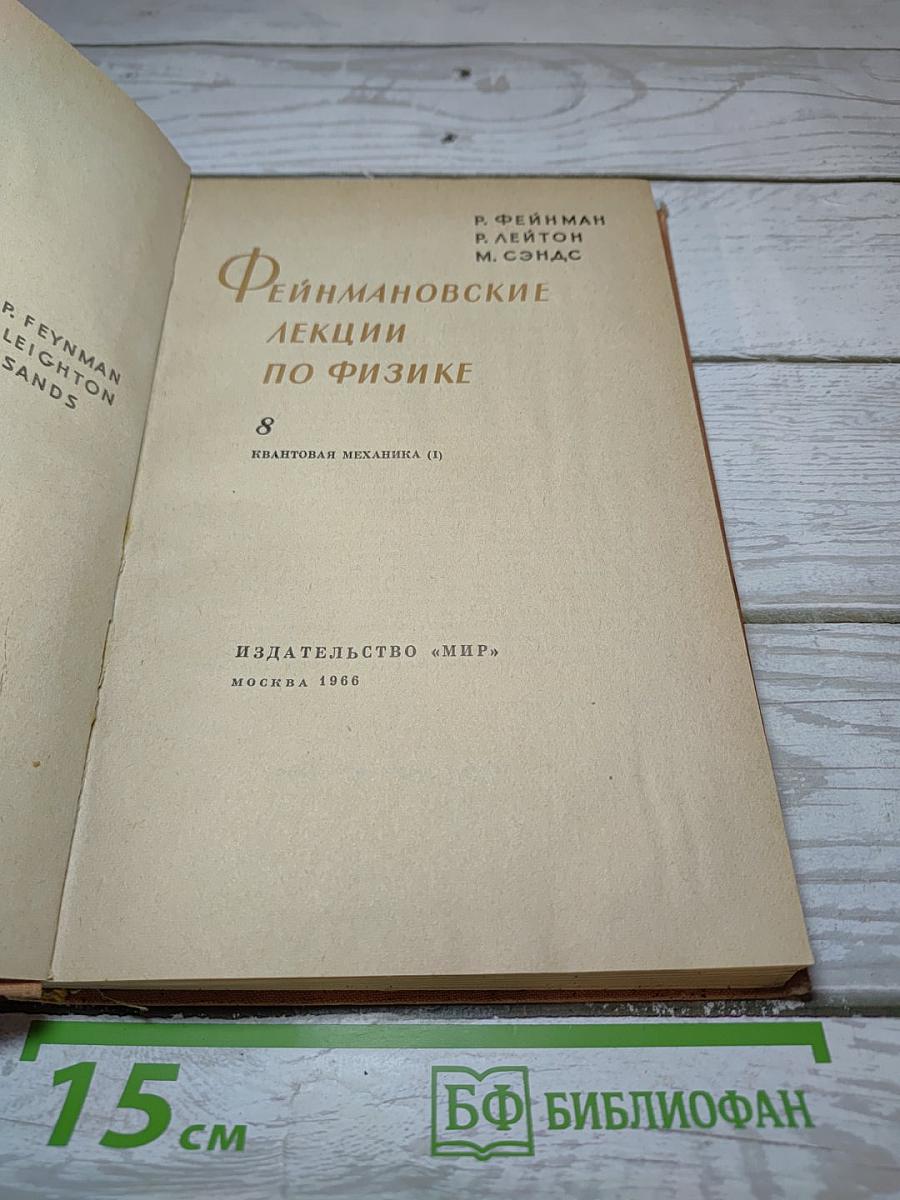 P. FEYNMAN
LEIGHTON
SANDS
Р. ФЕЙНМАН
Р. ЛЕЙТОН
М. СЭНДС
ФЕЙНМАНОВСКИЕ
ЛЕКЦИИ
ПО ФИЗИКЕ
8
КВАНТОВАЯ МЕХАНИКА (I)
ИЗДАТЕЛЬСТВО «МИР»
МОСКВА 1966
15 см
БФ БИБЛИОФАН